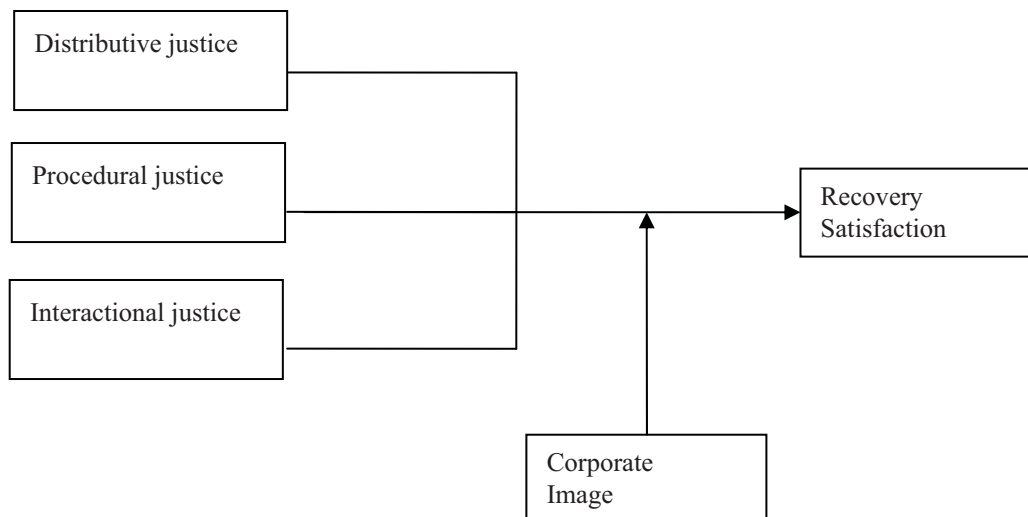 Distributive justice
Procedural justice
Interactional justice
Recovery
Satisfaction
Corporate
Image